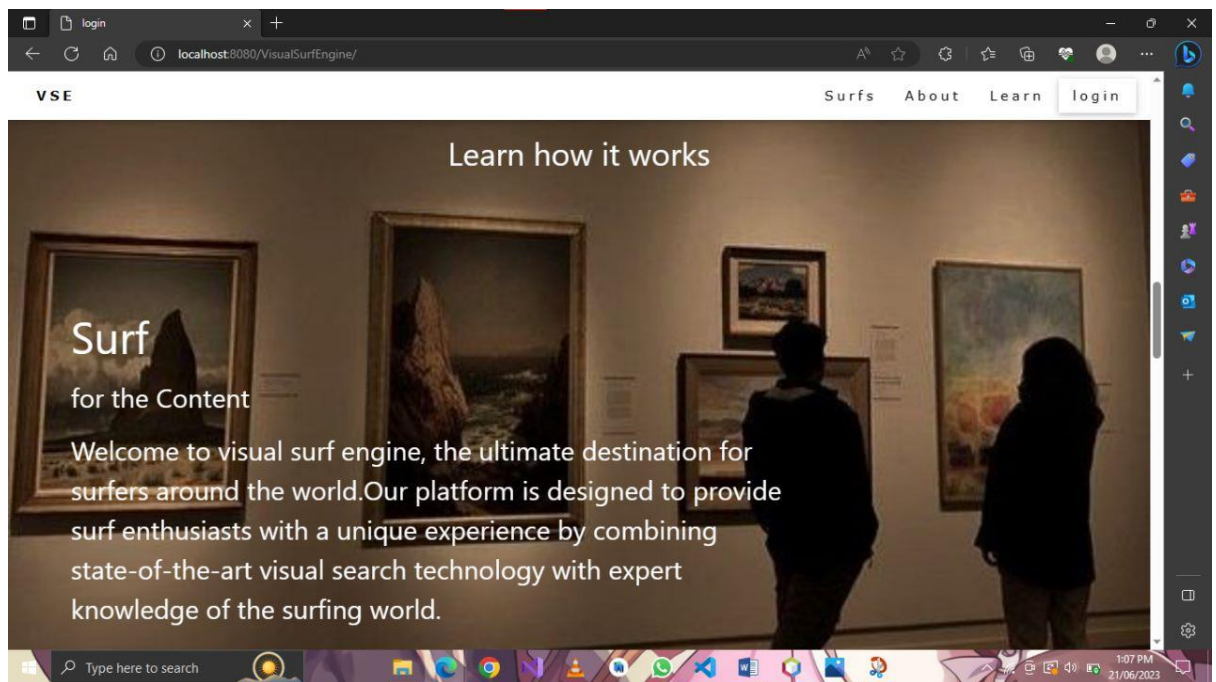 login
localhost:8080/VisualSurfEngine/
VSE
Surfs About Learn login
Learn how it works
Surf
for the Content
Welcome to visual surf engine, the ultimate destination for
surfers around the world.Our platform is designed to provide
surf enthusiasts with a unique experience by combining
state-of-the-art visual search technology with expert
knowledge of the surfing world.
Type here to search
1:07 PM
21/06/2023